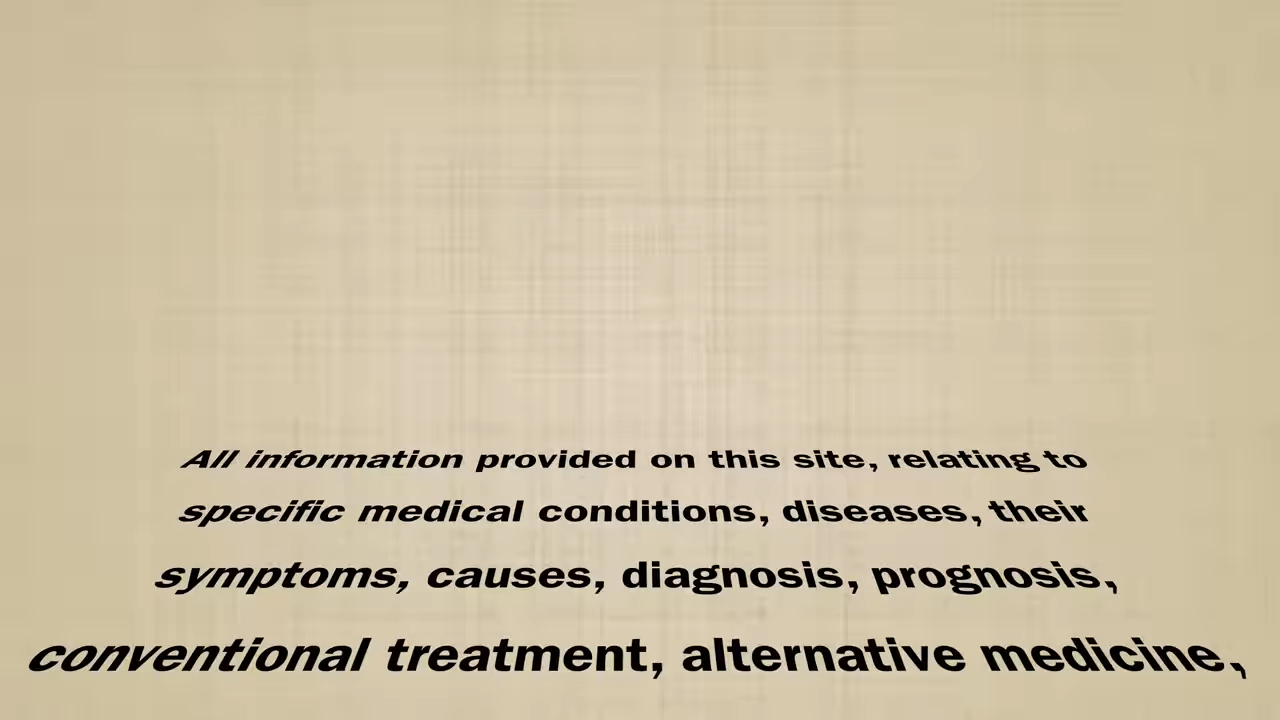 All information provided on this site, relating to
specific medical conditions, diseases, their
symptoms, causes, diagnosis, prognosis,
conventional treatment, alternative medicine,